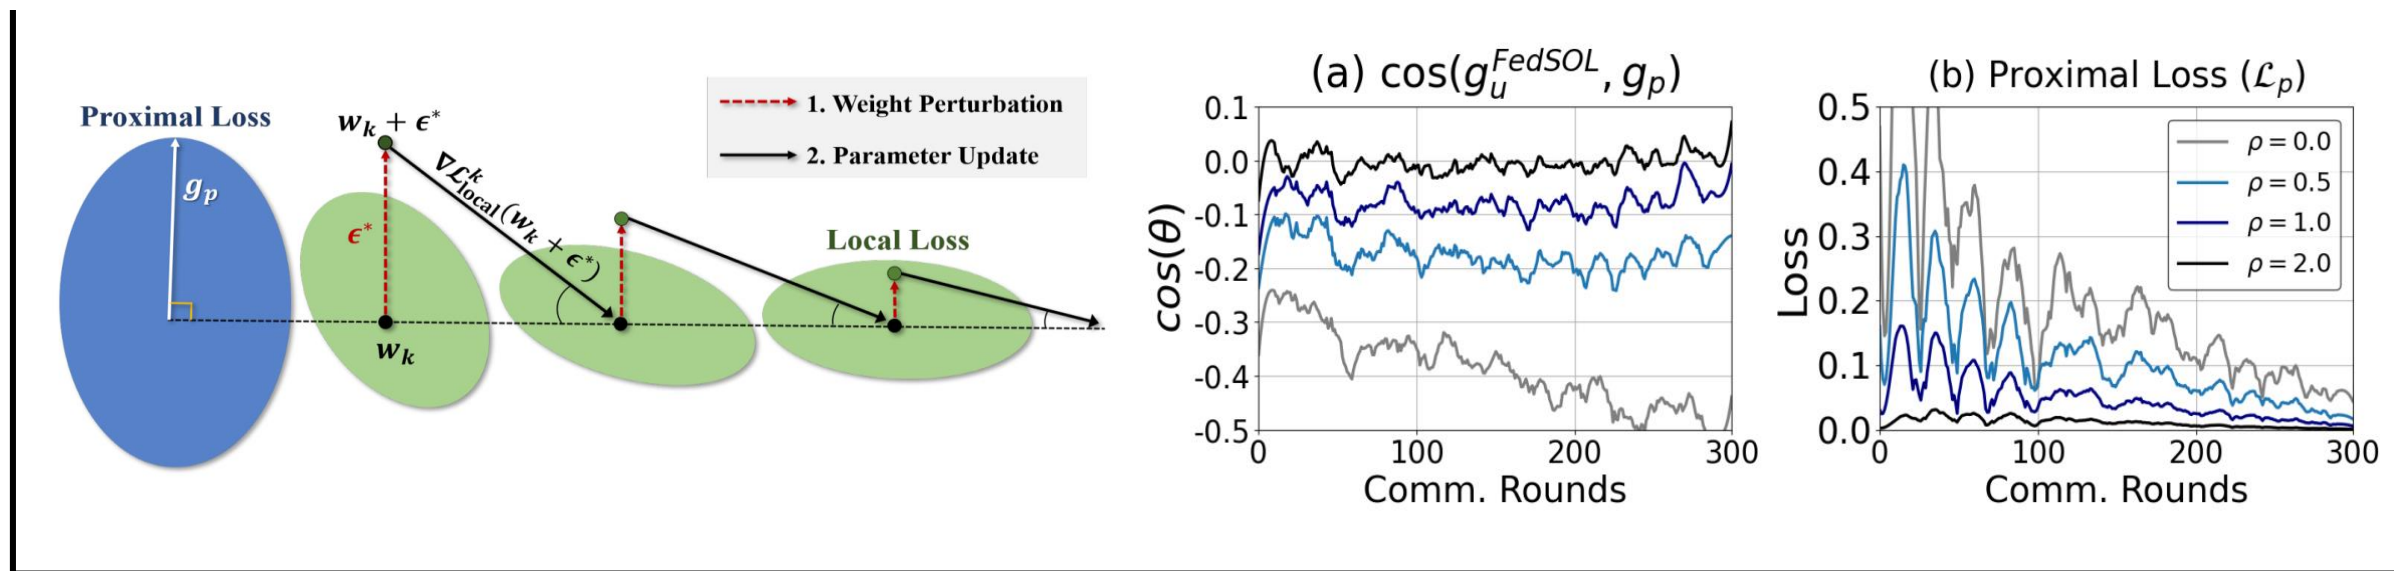 Proximal Loss
g_p
w_k + ϵ*
ϵ*
w_k
∇ℒ^k_local(w_k + ϵ*)
1. Weight Perturbation
2. Parameter Update
Local Loss
(a) cos(g_u^FedSOL, g_p)
cos(θ)
0.1
0.0
-0.1
-0.2
-0.3
-0.4
-0.5
0 100 200 300
Comm. Rounds
(b) Proximal Loss (ℒ_p)
Loss
0.5
0.4
0.3
0.2
0.1
0.0
ρ = 0.0
ρ = 0.5
ρ = 1.0
ρ = 2.0
0 100 200 300
Comm. Rounds